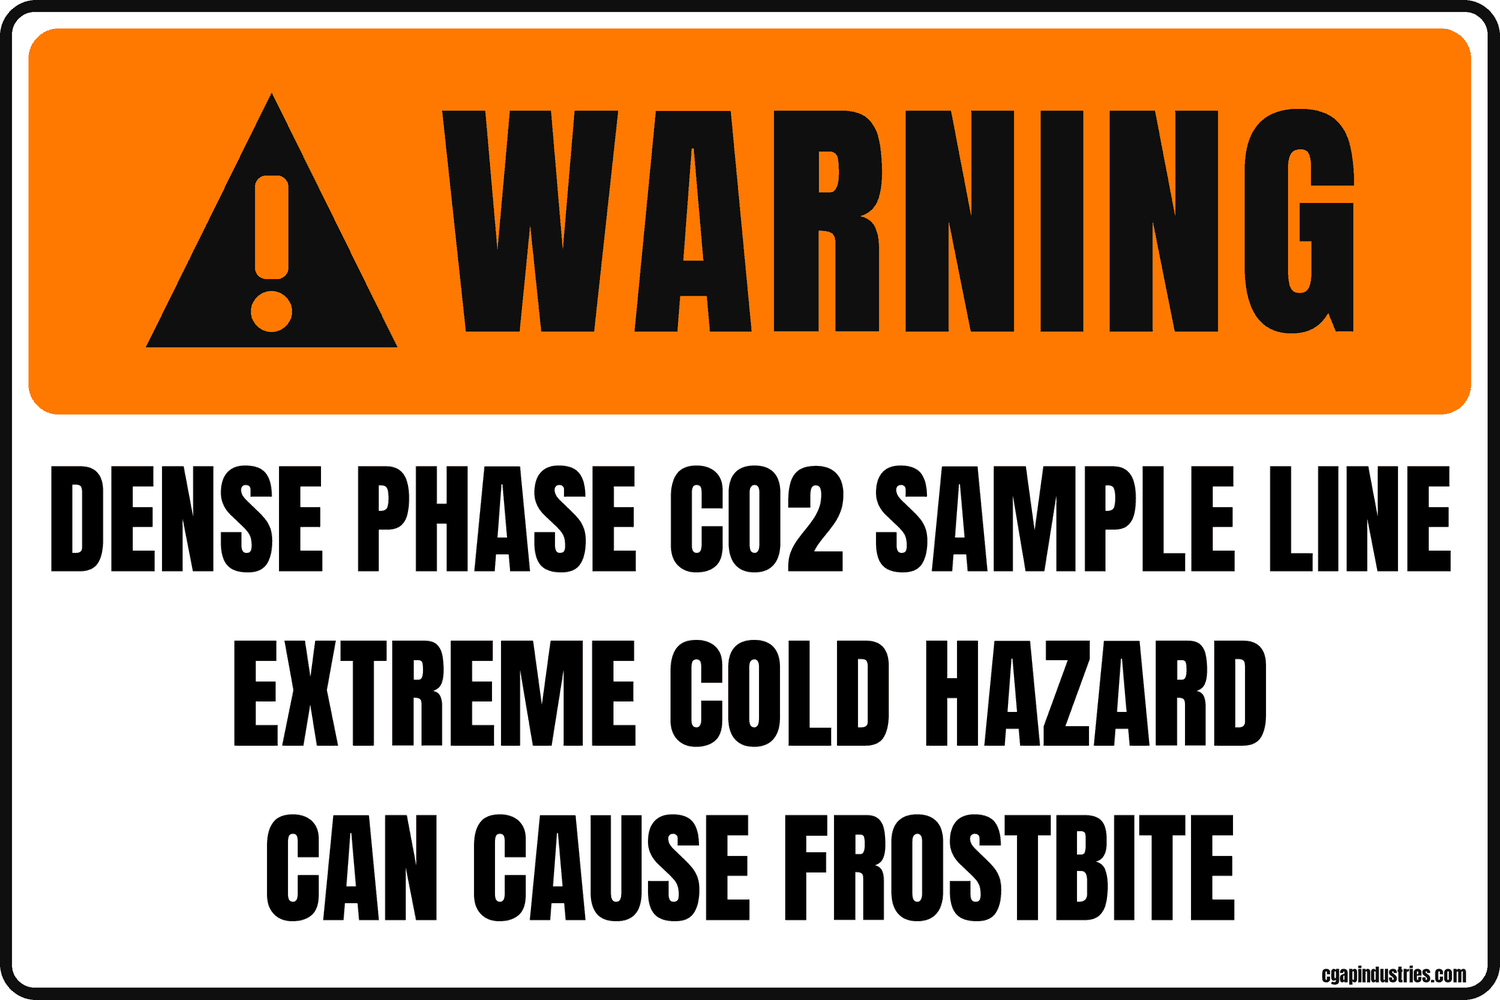 WARNING
DENSE PHASE CO2 SAMPLE LINE
EXTREME COLD HAZARD
CAN CAUSE FROSTBITE
cgapindustries.com